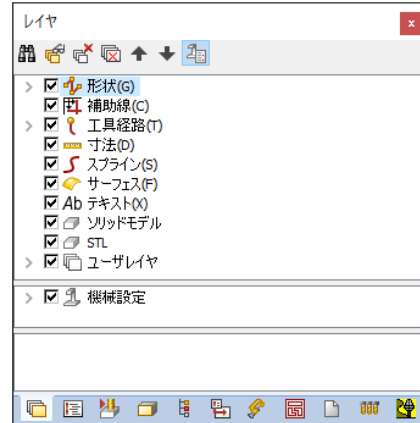 レイヤ
形状(G)
補助線(C)
工具経路(T)
寸法(D)
スプライン(S)
サーフェス(F)
Ab テキスト(X)
ソリッドモデル
STL
ユーザレイヤ
機械設定